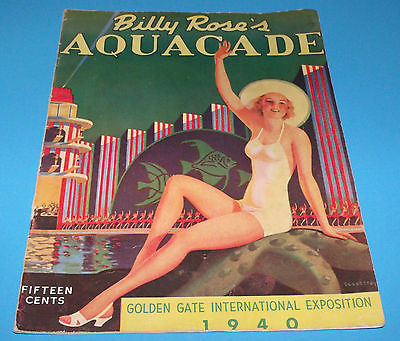 Billy Rose's
AQUACADE
FIFTEEN
CENTS
GOLDEN GATE INTERNATIONAL EXPOSITION
1940